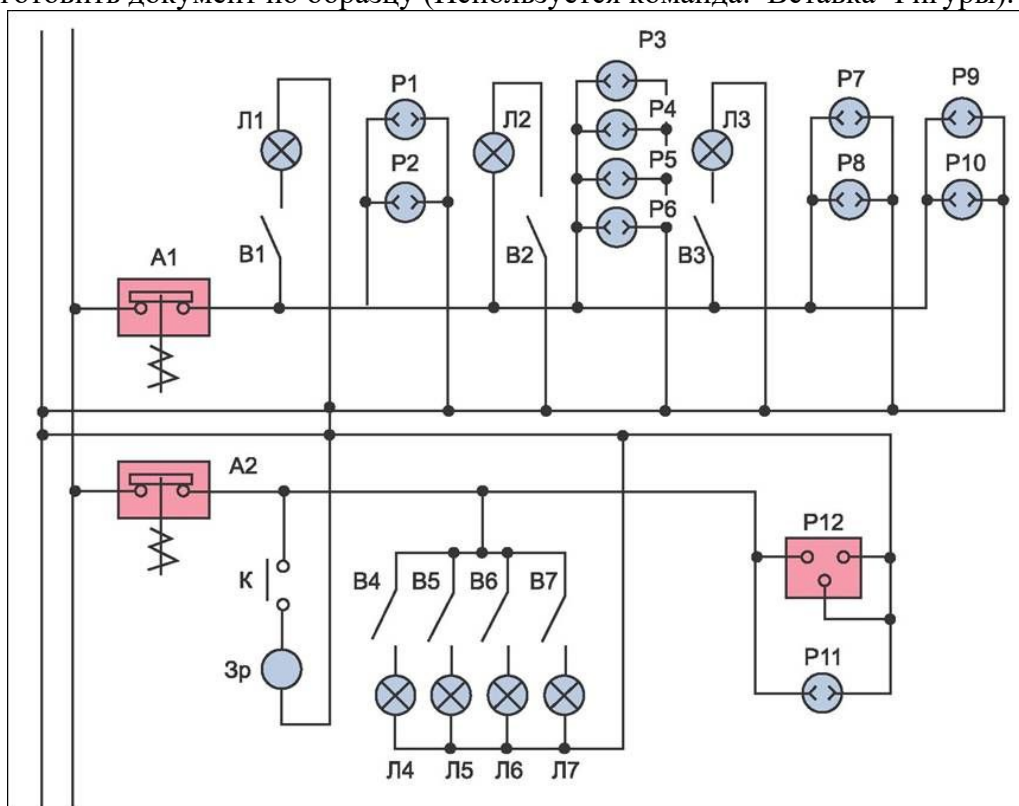 готовить документ по образцу (Используется команда: Вставка Фигуры).
Р3
Р1
Р7
Р9
Л1
Л2
Р4
Л3
Р2
Р5
Р8
Р10
Р6
В1
В2
В3
А1
А2
Р12
К
В4
В5
В6
В7
Зр
Р11
Л4
Л5
Л6
Л7